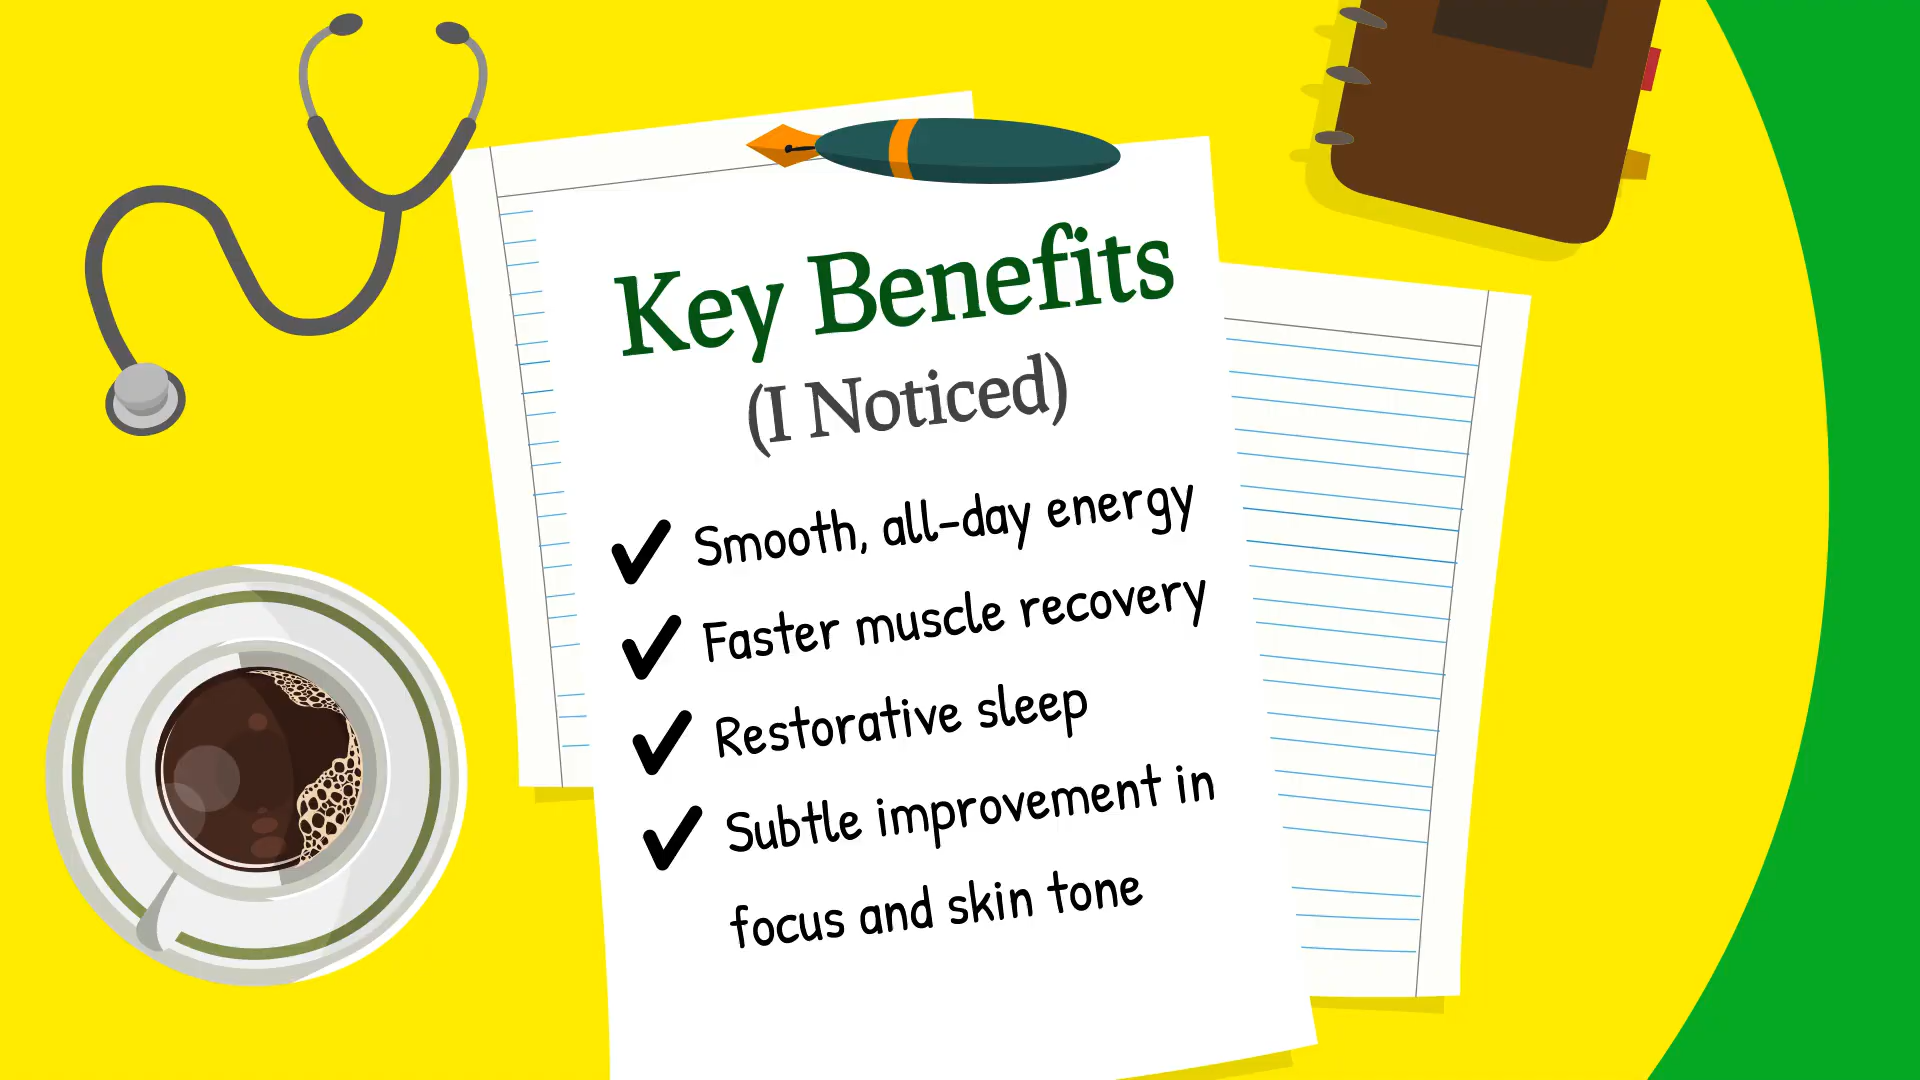 Key Benefits
(I Noticed)
✔ Smooth, all-day energy
✔ Faster muscle recovery
✔ Restorative sleep
✔ Subtle improvement in
focus and skin tone